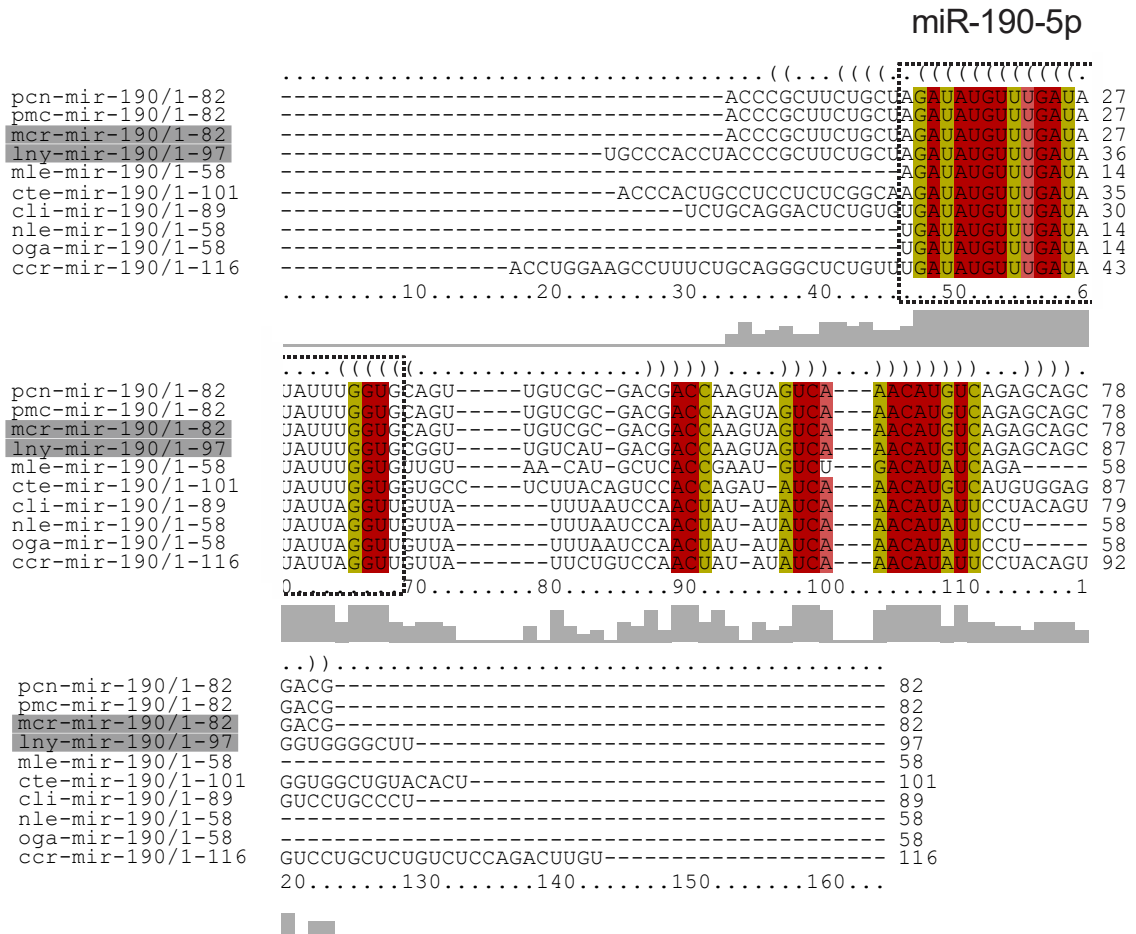 miR-190-5p
....................................((...((((..((((((((((((.
pcn-mir-190/1-82 ---------------------------------ACCCGCUUCUGCUAGAUAUGUUUGAUA 27
pmc-mir-190/1-82 ---------------------------------ACCCGCUUCUGCUAGAUAUGUUUGAUA 27
mcr-mir-190/1-82 ---------------------------------ACCCGCUUCUGCUAGAUAUGUUUGAUA 27
lny-mir-190/1-97 ------------------------UGCCCACCUACCCGCUUCUGCUAGAUAUGUUUGAUA 36
mle-mir-190/1-58 ----------------------------------------------AGAUAUGUUUGAUA 14
cte-mir-190/1-101 -------------------------ACCCACUGCCUCCUCUCGGCAAGAUAUGUUUGAUA 35
cli-mir-190/1-89 ------------------------------UCUGCAGGACUCUGUGUGAUAUGUUUGAUA 30
nle-mir-190/1-58 ----------------------------------------------UGAUAUGUUUGAUA 14
oga-mir-190/1-58 ----------------------------------------------UGAUAUGUUUGAUA 14
ccr-mir-190/1-116 -----------------ACCUGGAAGCCUUUCUGCAGGGCUCUGUUUGAUAUGUUUGAUA 43
.........10........20........30........40........50........6
....((((((.................))))))....))))...))))))))...)))).
pcn-mir-190/1-82 UAUUUGGUGCAGU-----UGUCGC-GACGACCAAGUAGUCA---AACAUGUCAGAGCAGC 78
pmc-mir-190/1-82 UAUUUGGUGCAGU-----UGUCGC-GACGACCAAGUAGUCA---AACAUGUCAGAGCAGC 78
mcr-mir-190/1-82 UAUUUGGUGCAGU-----UGUCGC-GACGACCAAGUAGUCA---AACAUGUCAGAGCAGC 78
lny-mir-190/1-97 UAUUUGGUGCGGU-----UGUCAU-GACGACCAAGUAGUCA---AACAUGUCAGAGCAGC 87
mle-mir-190/1-58 UAUUUGGUGUUGU-----AA-CAU-GCUCACCGAAU-GUCU---GACAUAUCAGA----- 58
cte-mir-190/1-101 UAUUUGGUGGUGCC----UCUUACAGUCCACCAGAU-AUCA---AACAUGUCAUGUGGAG 87
cli-mir-190/1-89 UAUUAGGUUGUUA-------UUUAAUCCAACUAU-AUAUCA---AACAUAUUCCUACAGU 79
nle-mir-190/1-58 UAUUAGGUUGUUA-------UUUAAUCCAACUAU-AUAUCA---AACAUAUUCCU----- 58
oga-mir-190/1-58 UAUUAGGUUGUUA-------UUUAAUCCAACUAU-AUAUCA---AACAUAUUCCU----- 58
ccr-mir-190/1-116 UAUUAGGUUGUUA-------UUCUGUCCAACUAU-AUAUCA---AACAUAUUCCUACAGU 92
0........70........80........90.......100.......110.......1
..)).........................................
pcn-mir-190/1-82 GACG----------------------------------------- 82
pmc-mir-190/1-82 GACG----------------------------------------- 82
mcr-mir-190/1-82 GACG----------------------------------------- 82
lny-mir-190/1-97 GGUGGGGCUU----------------------------------- 97
mle-mir-190/1-58 --------------------------------------------- 58
cte-mir-190/1-101 GGUGGCUGUACACU------------------------------- 101
cli-mir-190/1-89 GUCCUGCCCU----------------------------------- 89
nle-mir-190/1-58 --------------------------------------------- 58
oga-mir-190/1-58 --------------------------------------------- 58
ccr-mir-190/1-116 GUCCUGCUCUGUCUCCAGACUUGU--------------------- 116
20.......130.......140.......150.......160...